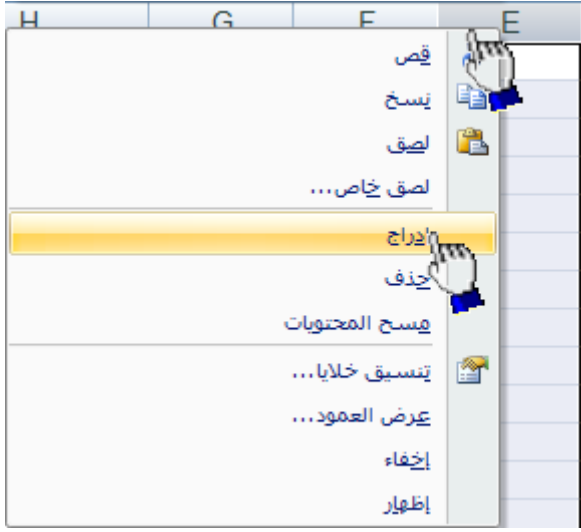 E F G H
قص
نسخ
لصق
لصق خاص...
إدراج
حذف
مسح المحتويات
تنسيق خلايا...
عرض العمود...
إخفاء
إظهار